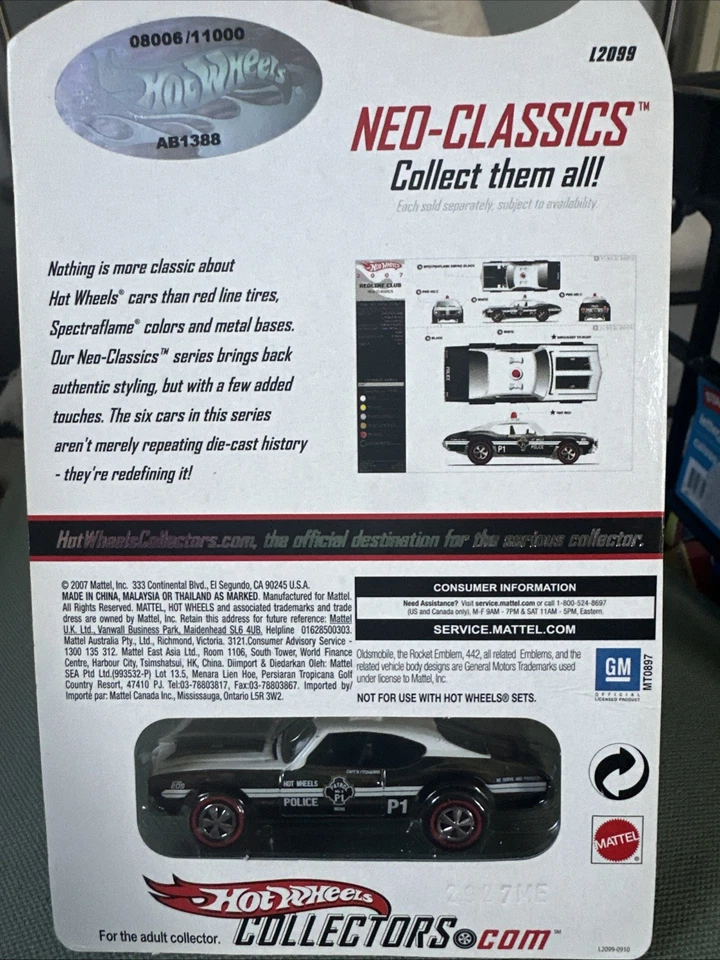 08006/11000
Hot Wheels
AB1388
L2099
NEO-CLASSICS™
Collect them all!
Each sold separately, subject to availability.
Nothing is more classic about
Hot Wheels® cars than red line tires,
Spectraflame® colors and metal bases.
Our Neo-Classics™ series brings back
authentic styling, but with a few added
touches. The six cars in this series
aren't merely repeating die-cast history
- they're redefining it!
Hot Wheels
2007
REDLINE CLUB
P1
POLICE
HotWheelsCollectors.com, the official destination for the serious collector.
© 2007 Mattel, Inc. 333 Continental Blvd., El Segundo, CA 90245 U.S.A.
MADE IN CHINA, MALAYSIA OR THAILAND AS MARKED. Manufactured for Mattel.
All Rights Reserved. MATTEL, HOT WHEELS and associated trademarks and trade
dress are owned by Mattel, Inc. Retain this address for future reference: Mattel
U.K. Ltd., Vanwall Business Park, Maidenhead SL6 4UB. Helpline 01628500303.
Mattel Australia Pty., Ltd., Richmond, Victoria. 3121.Consumer Advisory Service -
1300 135 312. Mattel East Asia Ltd., Room 1106, South Tower, World Finance
Centre, Harbour City, Tsimshatsui, HK, China. Diimport & Diedarkan Oleh: Mattel
SEA Ptd Ltd.(993532-P) Lot 13.5, Menara Lien Hoe, Persiaran Tropicana Golf
Country Resort, 47410 PJ. Tel:03-78803817, Fax:03-78803867. Imported by/
Importé par: Mattel Canada Inc., Mississauga, Ontario L5R 3W2.
CONSUMER INFORMATION
Need Assistance? Visit service.mattel.com or call 1-800-524-8697
(US and Canada only), M-F 9AM - 7PM & SAT 11AM - 5PM, Eastern.
SERVICE.MATTEL.COM
Oldsmobile, the Rocket Emblem, 442, all related Emblems, and the
related vehicle body designs are General Motors Trademarks used
under license to Mattel, Inc.
NOT FOR USE WITH HOT WHEELS® SETS.
GM
OFFICIAL
LICENSED PRODUCT
MT0897
HOT WHEELS
POLICE
PATROL
P1
P1
MATTEL
Hot Wheels
COLLECTORS.com™
For the adult collector.
L2099-0910